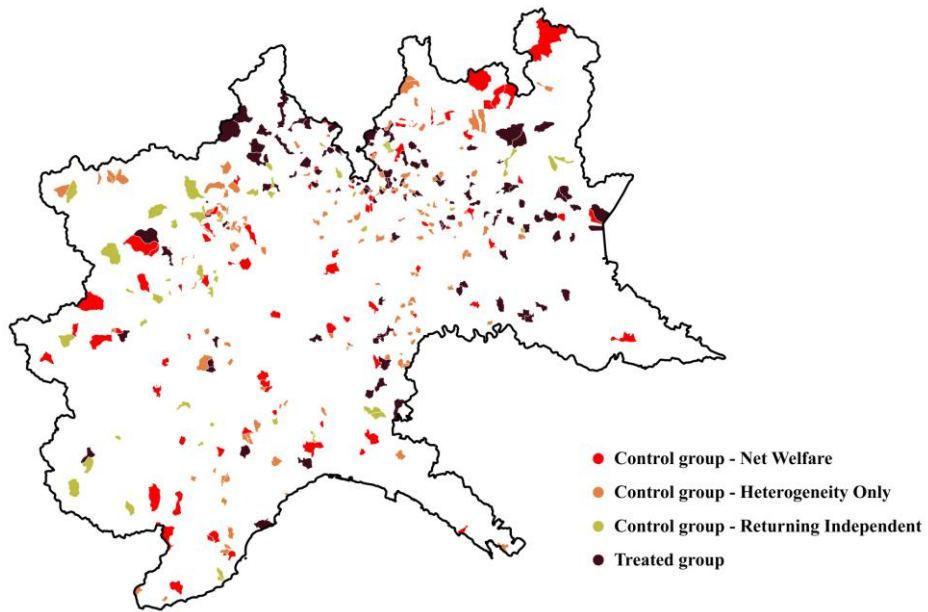 Control group - Net Welfare
Control group - Heterogeneity Only
Control group - Returning Independent
Treated group